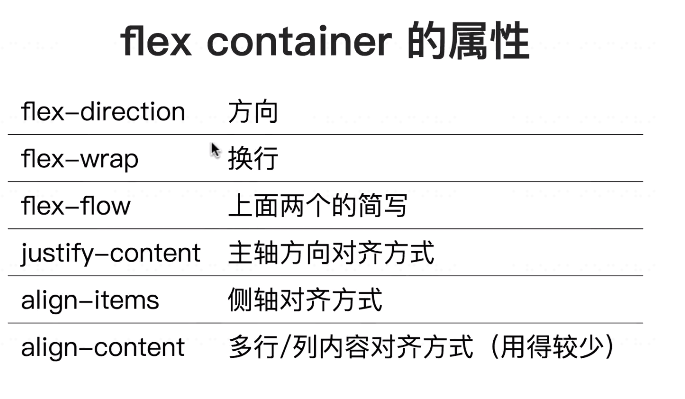 flex container 的属性
flex-direction 方向
flex-wrap 换行
flex-flow 上面两个的简写
justify-content 主轴方向对齐方式
align-items 侧轴对齐方式
align-content 多行/列内容对齐方式（用得较少）